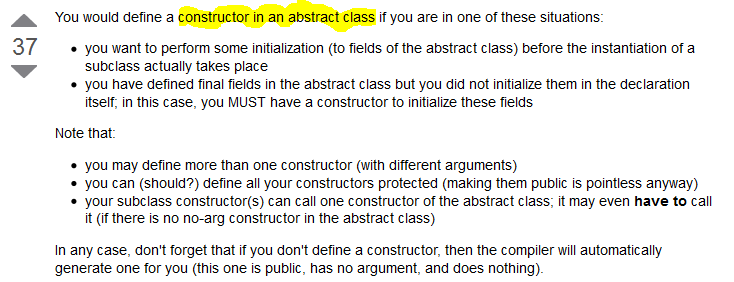 You would define a constructor in an abstract class if you are in one of these situations:
37
• you want to perform some initialization (to fields of the abstract class) before the instantiation of a
subclass actually takes place
• you have defined final fields in the abstract class but you did not initialize them in the declaration
itself; in this case, you MUST have a constructor to initialize these fields
Note that:
• you may define more than one constructor (with different arguments)
• you can (should?) define all your constructors protected (making them public is pointless anyway)
• your subclass constructor(s) can call one constructor of the abstract class; it may even have to call
it (if there is no no-arg constructor in the abstract class)
In any case, don't forget that if you don't define a constructor, then the compiler will automatically
generate one for you (this one is public, has no argument, and does nothing).